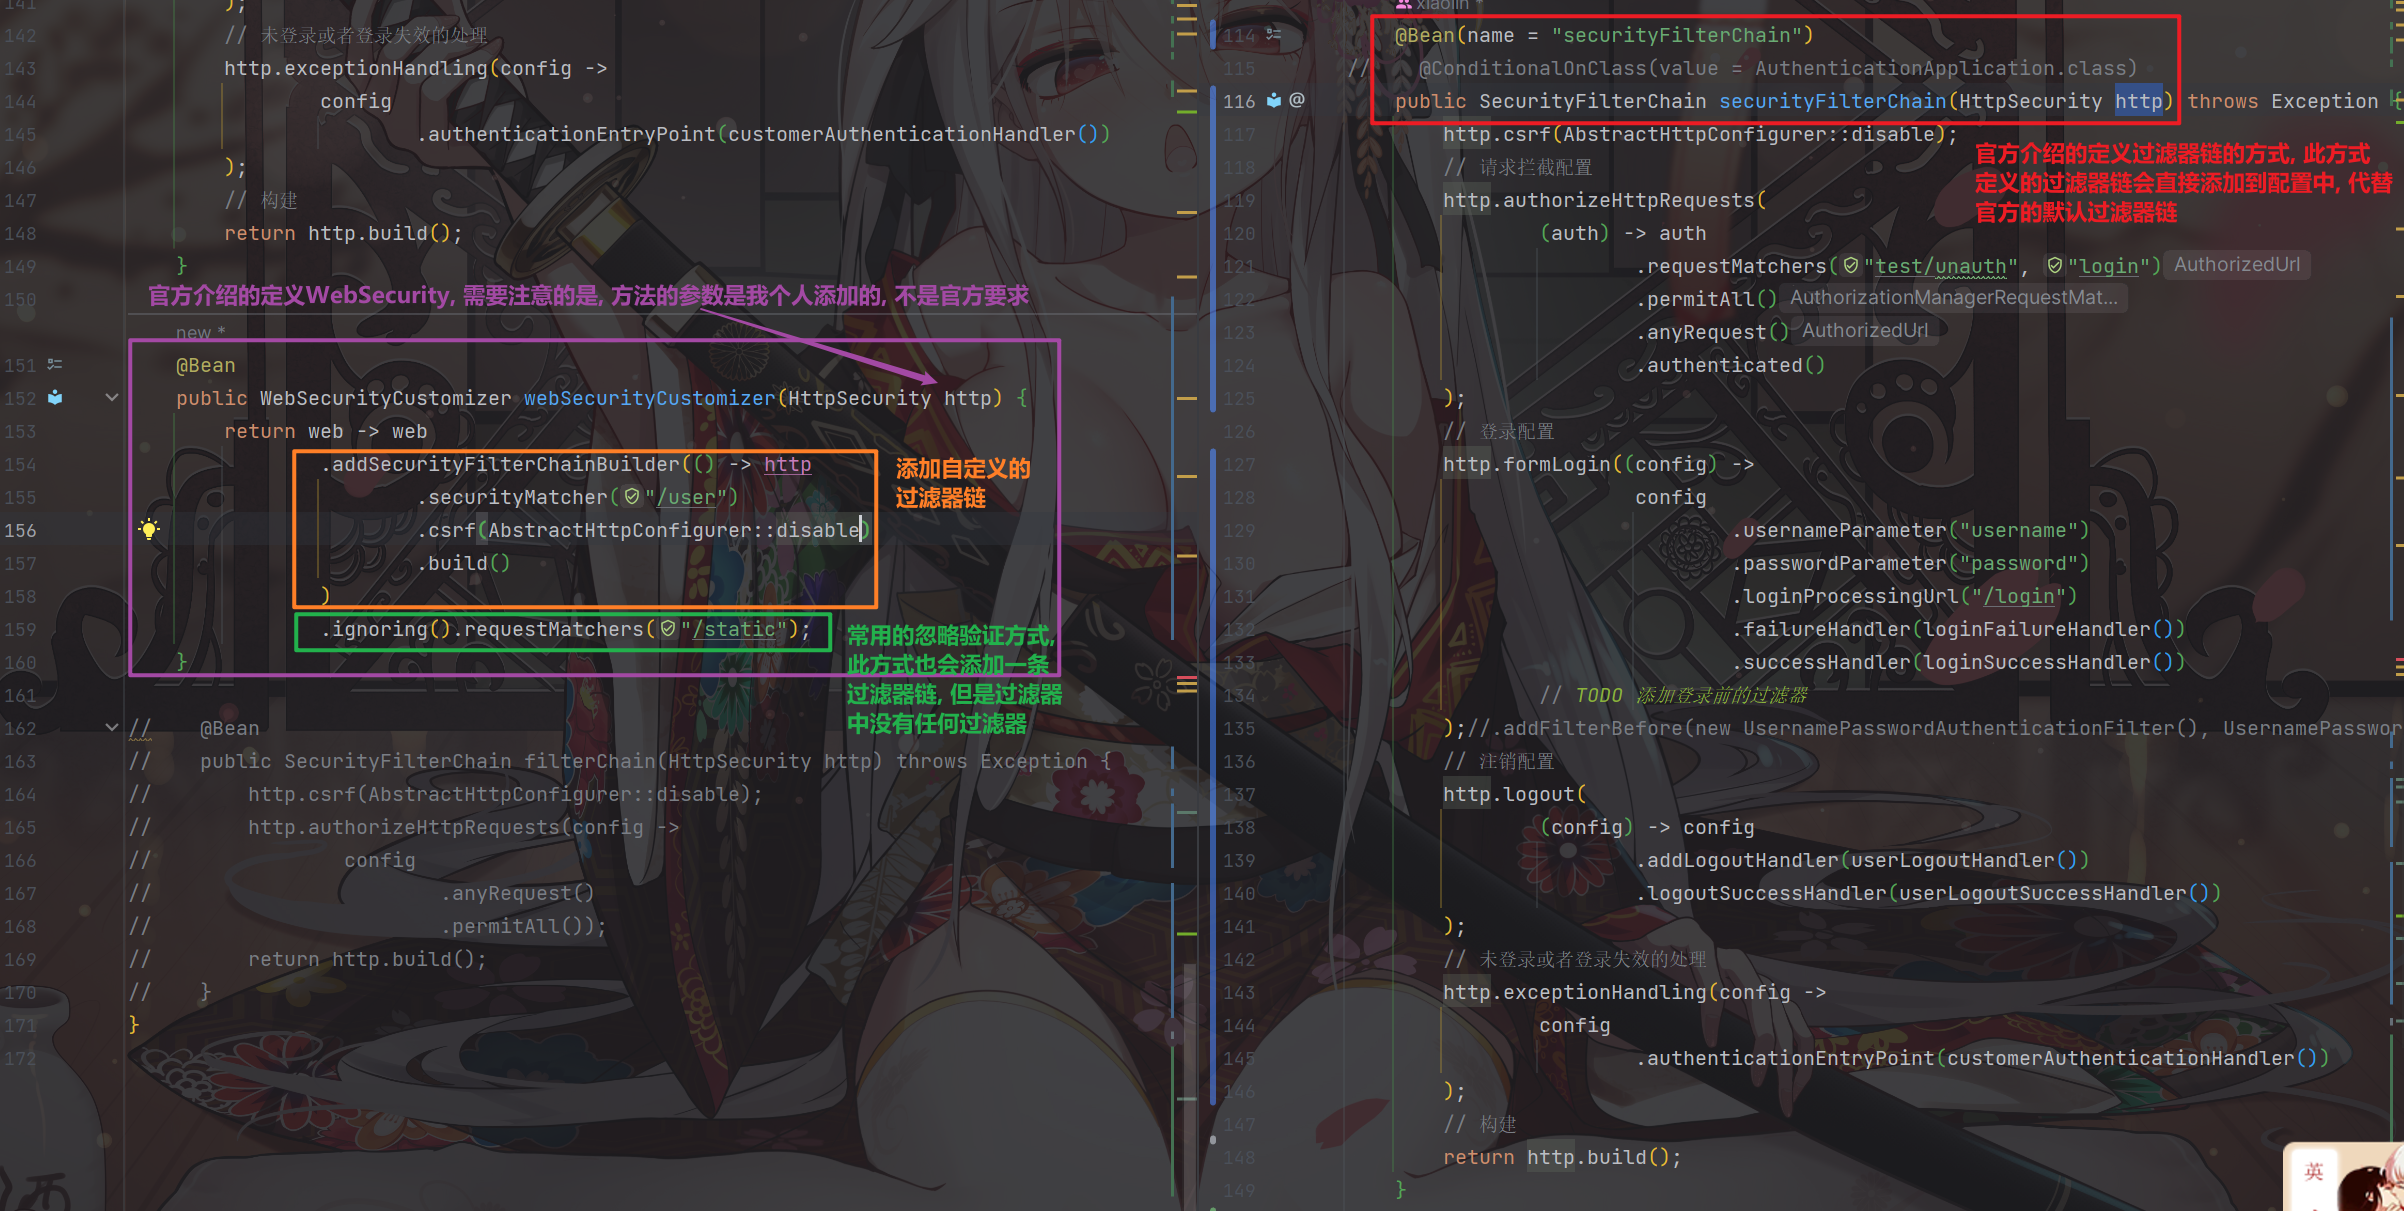 141 );
142 // 未登录或者登录失效的处理
143 http.exceptionHandling(config ->
144 config
145 .authenticationEntryPoint(customerAuthenticationHandler())
146 );
147 // 构建
148 return http.build();
149 }
150 官方介绍的定义WebSecurity, 需要注意的是, 方法的参数是我个人添加的, 不是官方要求
new *
151 @Bean
152 public WebSecurityCustomizer webSecurityCustomizer(HttpSecurity http) {
153 return web -> web
154 .addSecurityFilterChainBuilder(() -> http
155 .securityMatcher("/user")
156 .csrf(AbstractHttpConfigurer::disable)
157 .build()
158 )
添加自定义的
过滤器链
159 .ignoring().requestMatchers("/static");
160 }
常用的忽略验证方式,
此方式也会添加一条
过滤器链, 但是过滤器
中没有任何过滤器
161
162 // @Bean
163 // public SecurityFilterChain filterChain(HttpSecurity http) throws Exception {
164 // http.csrf(AbstractHttpConfigurer::disable);
165 // http.authorizeHttpRequests(config ->
166 // config
167 // .anyRequest()
168 // .permitAll());
169 // return http.build();
170 // }
171 }
172
xiaolin *
114 @Bean(name = "securityFilterChain")
115 // @ConditionalOnClass(value = AuthenticationApplication.class)
116 @ public SecurityFilterChain securityFilterChain(HttpSecurity http) throws Exception {
117 http.csrf(AbstractHttpConfigurer::disable);
官方介绍的定义过滤器链的方式, 此方式
定义的过滤器链会直接添加到配置中, 代替
官方的默认过滤器链
118 // 请求拦截配置
119 http.authorizeHttpRequests(
120 (auth) -> auth
121 .requestMatchers("test/unauth", "login") AuthorizedUrl
122 .permitAll() AuthorizationManagerRequestMat...
123 .anyRequest() AuthorizedUrl
124 .authenticated()
125 );
126 // 登录配置
127 http.formLogin((config) ->
128 config
129 .usernameParameter("username")
130 .passwordParameter("password")
131 .loginProcessingUrl("/login")
132 .failureHandler(loginFailureHandler())
133 .successHandler(loginSuccessHandler())
134 // TODO 添加登录前的过滤器
135 );//.addFilterBefore(new UsernamePasswordAuthenticationFilter(), UsernamePasswor
136 // 注销配置
137 http.logout(
138 (config) -> config
139 .addLogoutHandler(userLogoutHandler())
140 .logoutSuccessHandler(userLogoutSuccessHandler())
141 );
142 // 未登录或者登录失效的处理
143 http.exceptionHandling(config ->
144 config
145 .authenticationEntryPoint(customerAuthenticationHandler())
146 );
147 // 构建
148 return http.build();
149 }
英